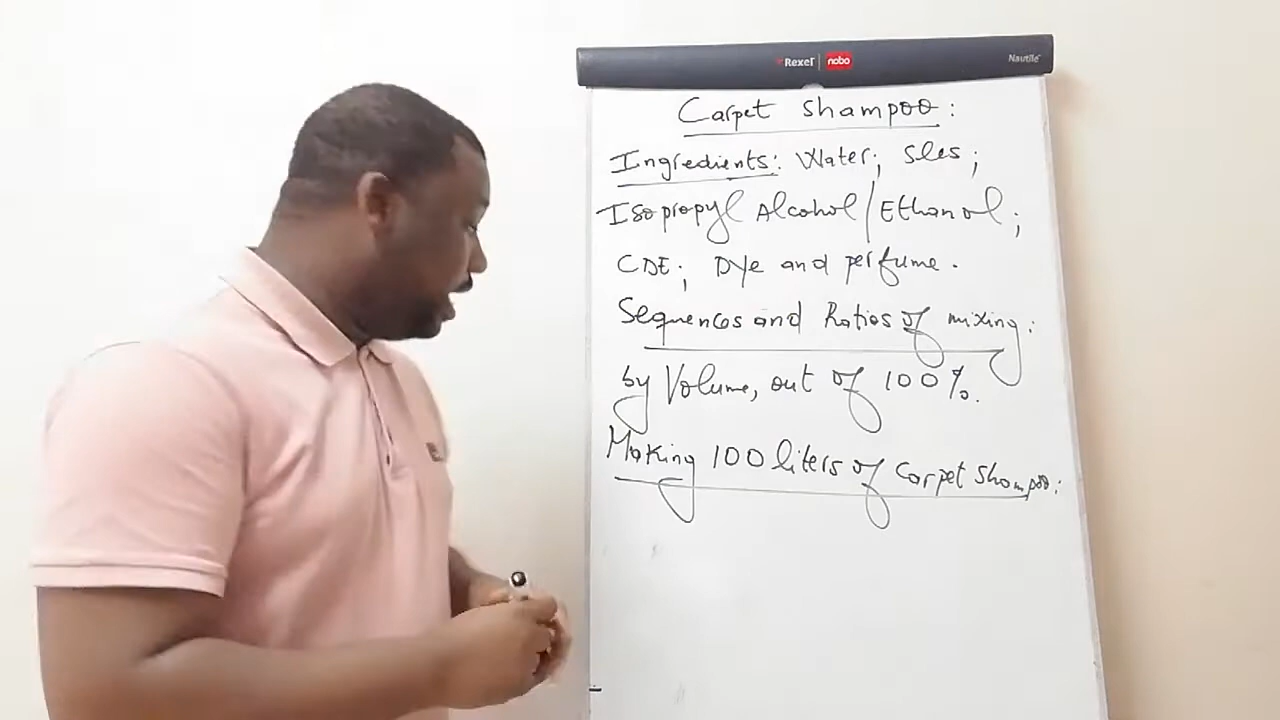 Rexel nobo Nautile
Carpet Shampoo:
Ingredients: Water; Sles;
Isopropyl Alcohol/Ethanol;
CDE; Dye and perfume.
Sequences and Ratios of mixing:
by Volume, out of 100%.
Making 100 liters of Carpet Shampoo: